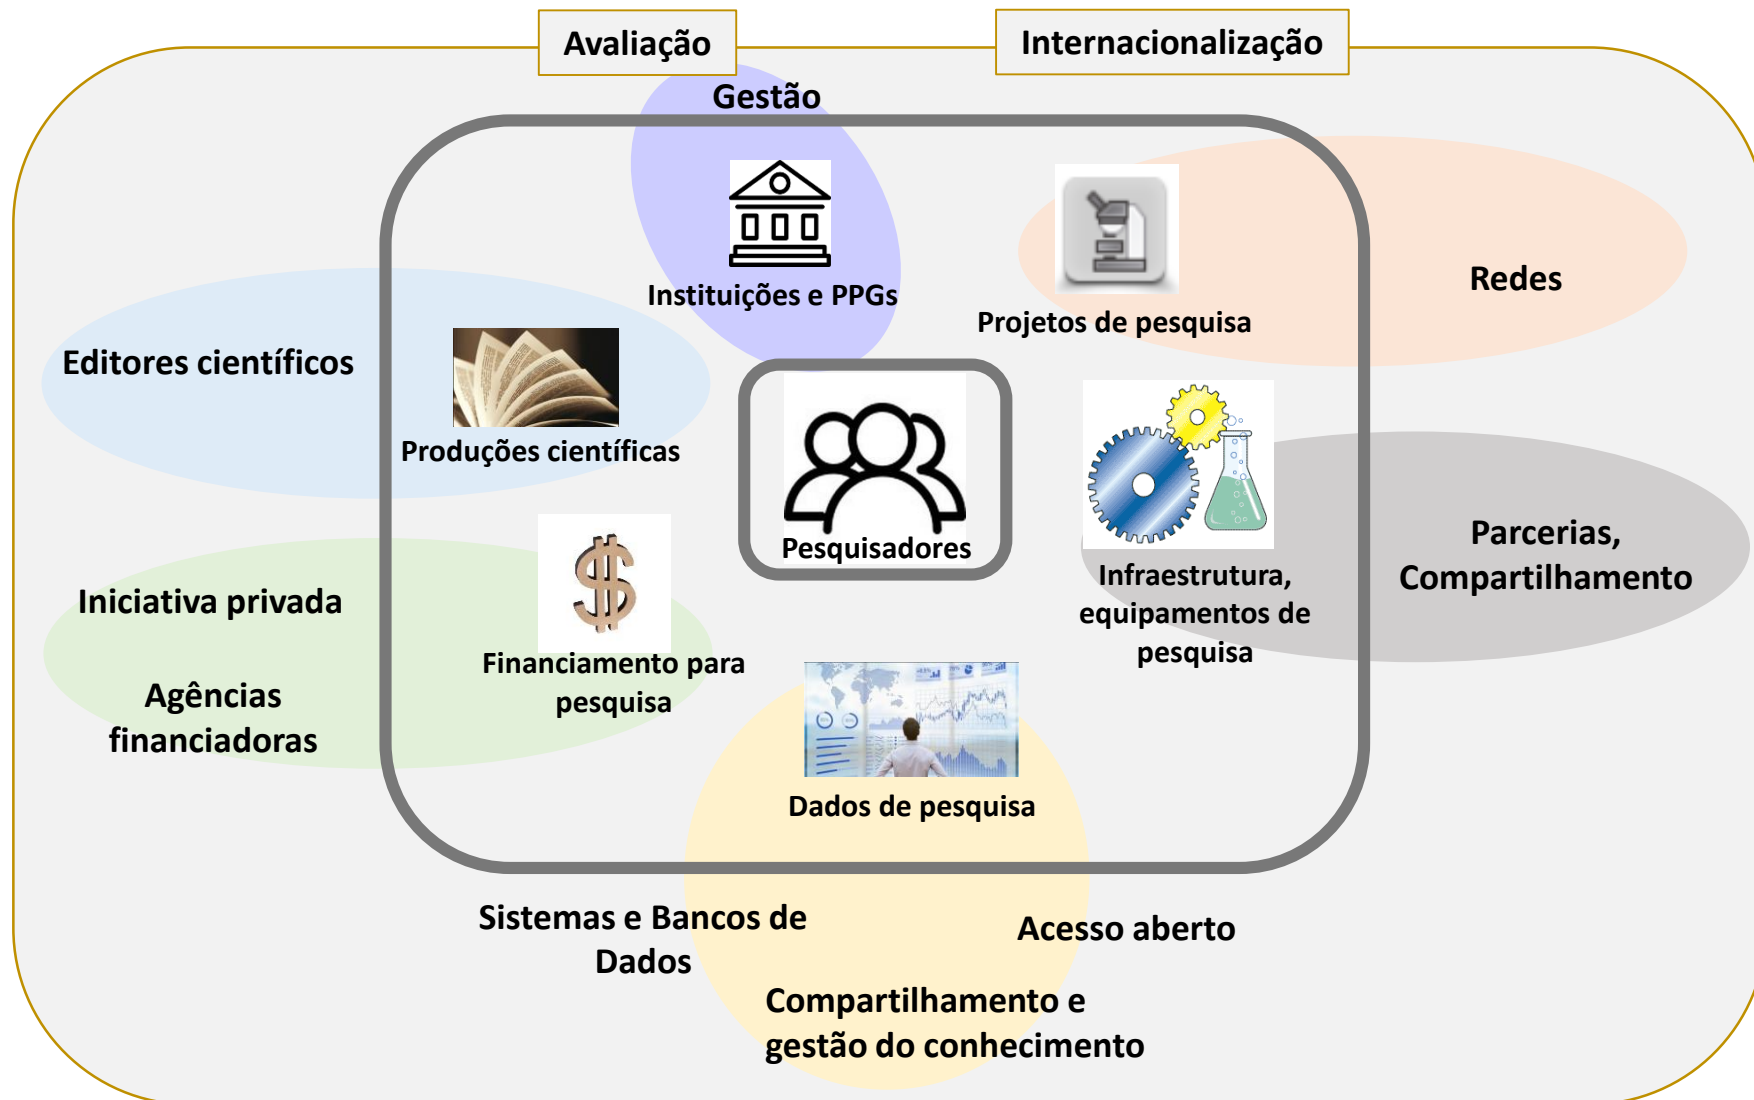 Avaliação
Internacionalização
Gestão
Instituições e PPGs
Projetos de pesquisa
Redes
Editores científicos
Produções científicas
Pesquisadores
Infraestrutura,
equipamentos de
pesquisa
Parcerias,
Compartilhamento
Iniciativa privada
Agências
financiadoras
Financiamento para
pesquisa
Dados de pesquisa
Sistemas e Bancos de
Dados
Acesso aberto
Compartilhamento e
gestão do conhecimento